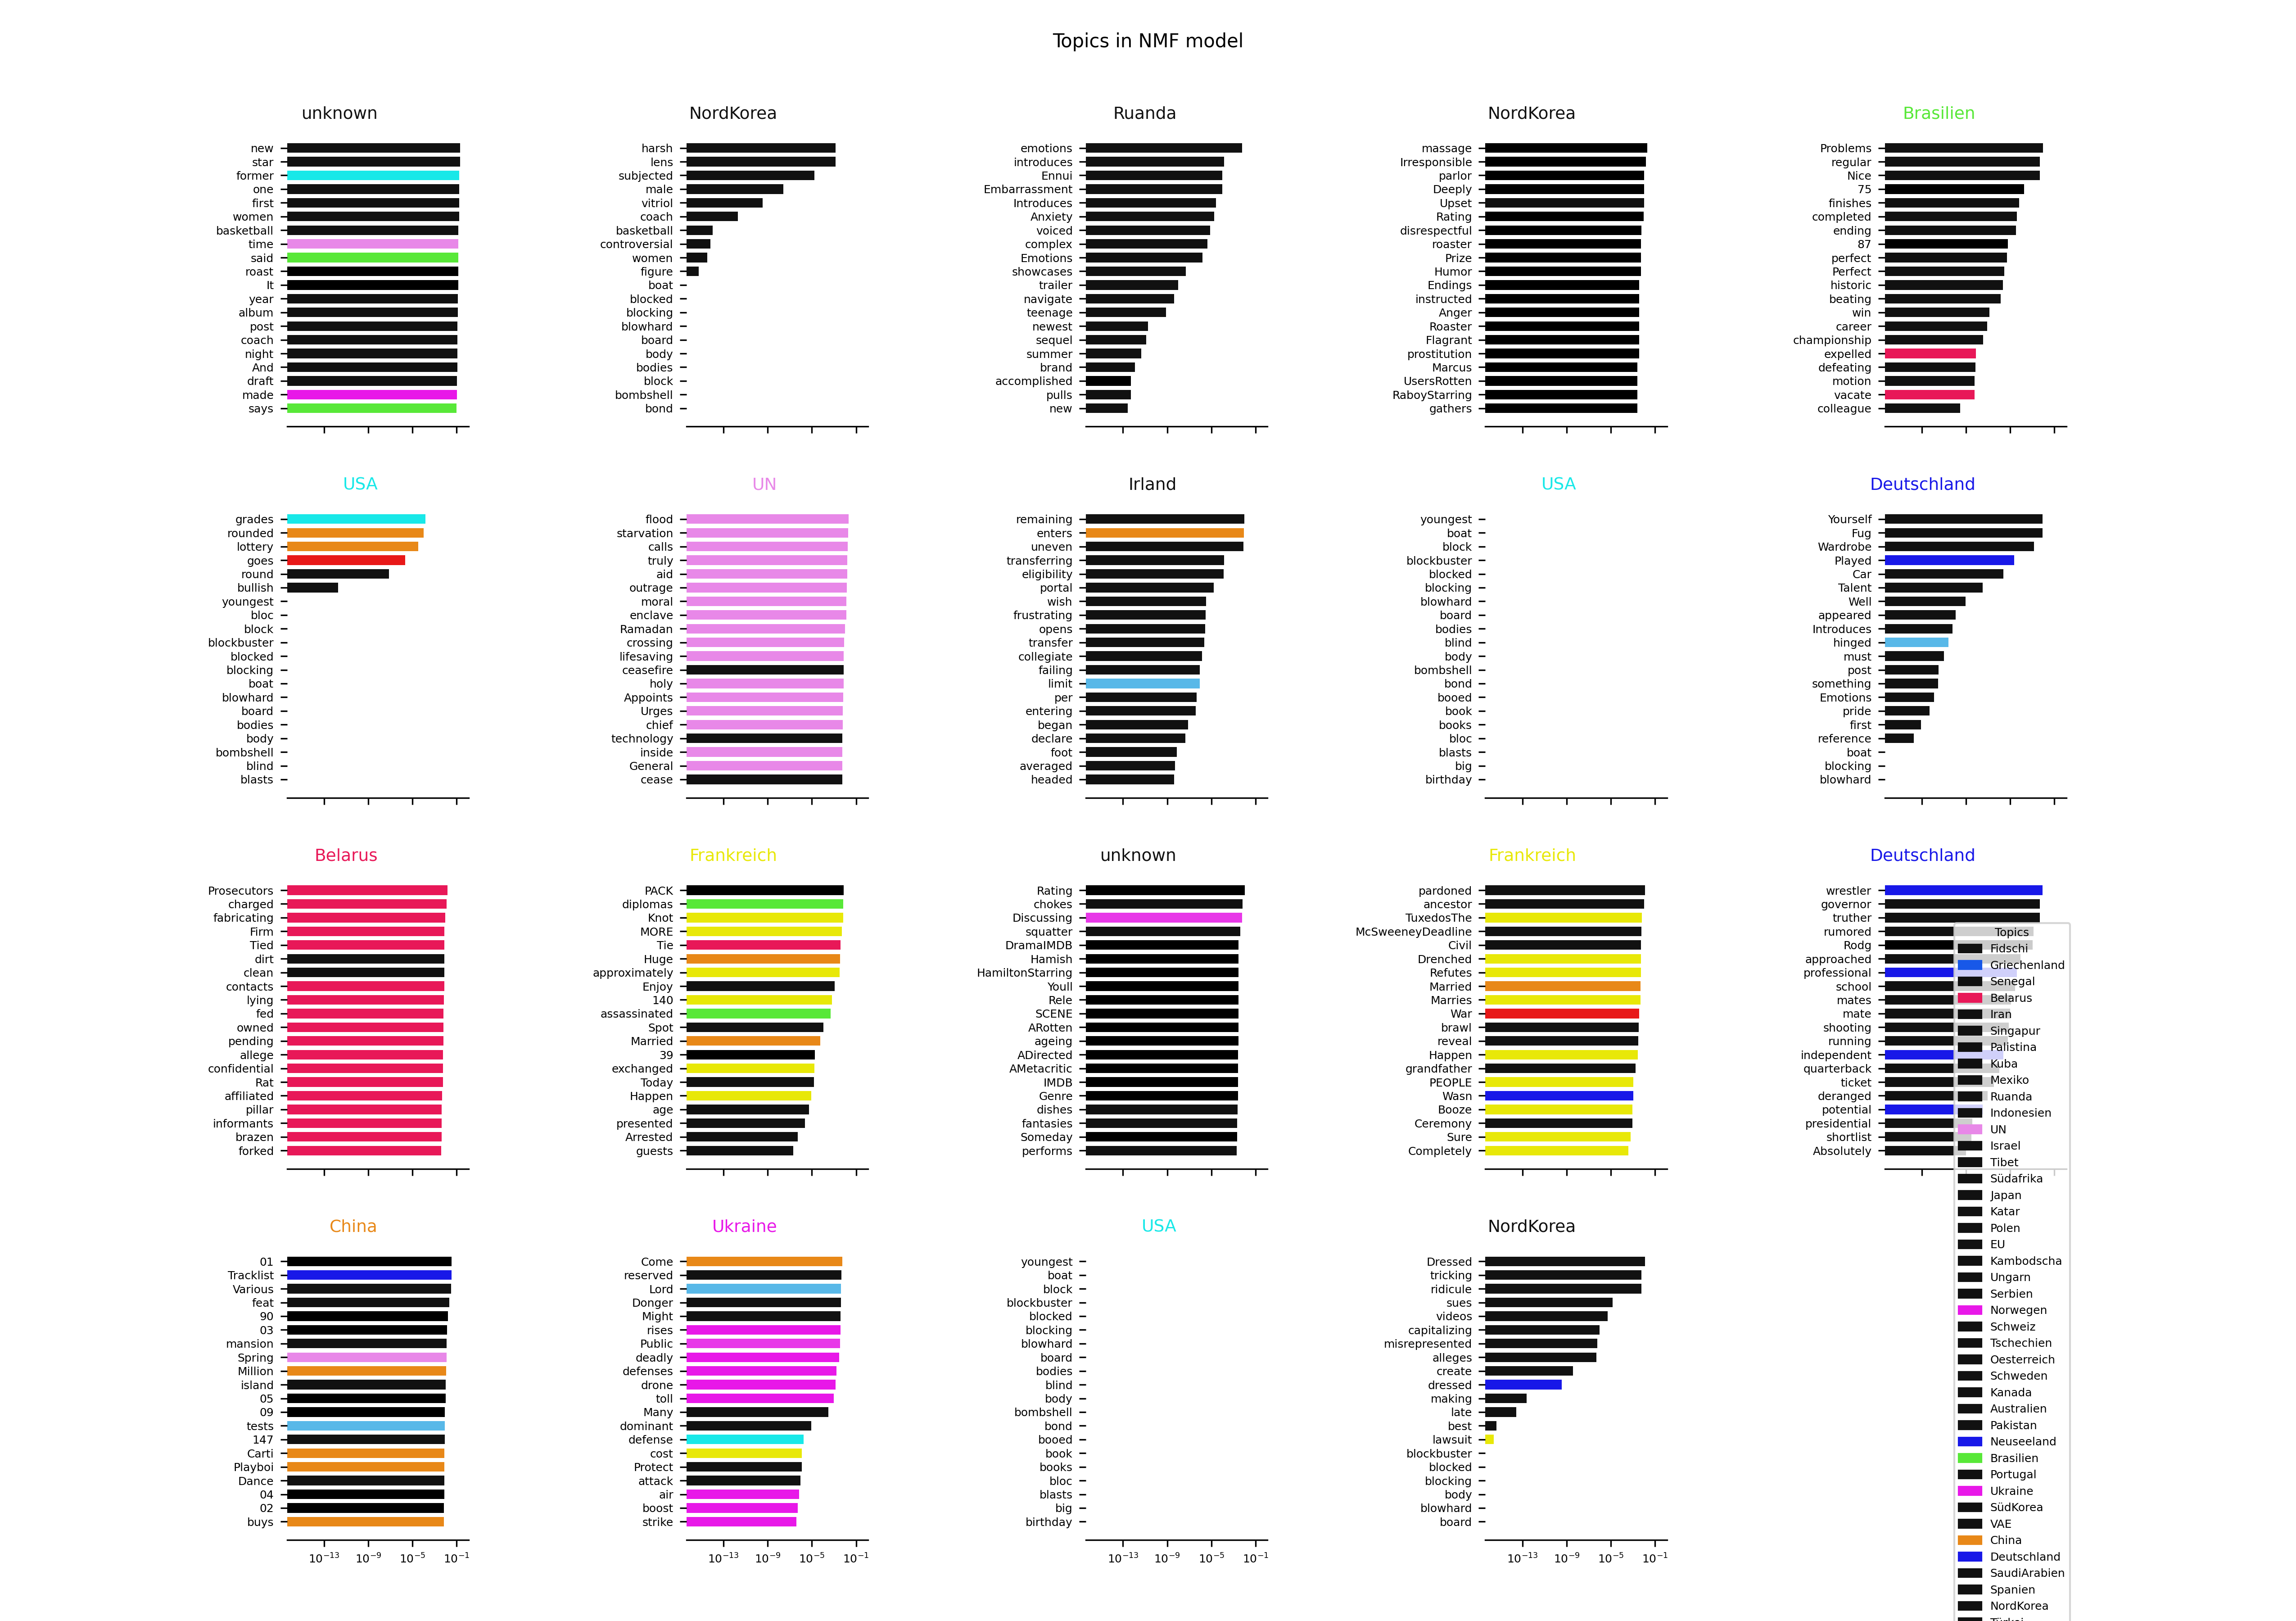 Topics in NMF model
unknown
new
star
former
one
first
women
basketball
time
said
roast
It
year
album
post
coach
night
And
draft
made
says
NordKorea
harsh
lens
subjected
male
vitriol
coach
basketball
controversial
women
figure
boat
blocked
blocking
blowhard
board
body
bodies
block
bombshell
bond
Ruanda
emotions
introduces
Ennui
Embarrassment
Introduces
Anxiety
voiced
complex
Emotions
showcases
trailer
navigate
teenage
newest
sequel
summer
brand
accomplished
pulls
new
NordKorea
massage
Irresponsible
parlor
Deeply
Upset
Rating
disrespectful
roaster
Prize
Humor
Endings
instructed
Anger
Roaster
Flagrant
prostitution
Marcus
UsersRotten
RaboyStarring
gathers
Brasilien
Problems
regular
Nice
75
finishes
completed
ending
87
perfect
Perfect
historic
beating
win
career
championship
expelled
defeating
motion
vacate
colleague
USA
grades
rounded
lottery
goes
round
bullish
youngest
bloc
block
blockbuster
blocked
blocking
boat
blowhard
board
bodies
body
bombshell
blind
blasts
UN
flood
starvation
calls
truly
aid
outrage
moral
enclave
Ramadan
crossing
lifesaving
ceasefire
holy
Appoints
Urges
chief
technology
inside
General
cease
Irland
remaining
enters
uneven
transferring
eligibility
portal
wish
frustrating
opens
transfer
collegiate
failing
limit
per
entering
began
declare
foot
averaged
headed
USA
youngest
boat
block
blockbuster
blocked
blocking
blowhard
board
bodies
blind
body
bombshell
bond
booed
book
books
bloc
blasts
big
birthday
Deutschland
Yourself
Fug
Wardrobe
Played
Car
Talent
Well
appeared
Introduces
hinged
must
post
something
Emotions
pride
first
reference
boat
blocking
blowhard
Belarus
Prosecutors
charged
fabricating
Firm
Tied
dirt
clean
contacts
lying
fed
owned
pending
allege
confidential
Rat
affiliated
pillar
informants
brazen
forked
Frankreich
PACK
diplomas
Knot
MORE
Tie
Huge
approximately
Enjoy
140
assassinated
Spot
Married
39
exchanged
Today
Happen
age
presented
Arrested
guests
unknown
Rating
chokes
Discussing
squatter
DramaIMDB
Hamish
HamiltonStarring
Youll
Rele
SCENE
ARotten
ageing
ADirected
AMetacritic
IMDB
Genre
dishes
fantasies
Someday
performs
Frankreich
pardoned
ancestor
TuxedosThe
McSweeneyDeadline
Civil
Drenched
Refutes
Married
Marries
War
brawl
reveal
Happen
grandfather
PEOPLE
Wasn
Booze
Ceremony
Sure
Completely
Deutschland
wrestler
governor
truther
rumored
Rodg
approached
professional
school
mates
mate
shooting
running
independent
quarterback
ticket
deranged
potential
presidential
shortlist
Absolutely
China
01
Tracklist
Various
feat
90
03
mansion
Spring
Million
island
05
09
tests
147
Carti
Playboi
Dance
04
02
buys
10⁻¹³ 10⁻⁹ 10⁻⁵ 10⁻¹
Ukraine
Come
reserved
Lord
Donger
Might
rises
Public
deadly
defenses
drone
toll
Many
dominant
defense
cost
Protect
attack
air
boost
strike
10⁻¹³ 10⁻⁹ 10⁻⁵ 10⁻¹
USA
youngest
boat
block
blockbuster
blocked
blocking
blowhard
board
bodies
blind
body
bombshell
bond
booed
book
books
bloc
blasts
big
birthday
10⁻¹³ 10⁻⁹ 10⁻⁵ 10⁻¹
NordKorea
Dressed
tricking
ridicule
sues
videos
capitalizing
misrepresented
alleges
create
dressed
making
late
best
lawsuit
blockbuster
blocked
blocking
body
blowhard
board
10⁻¹³ 10⁻⁹ 10⁻⁵ 10⁻¹
Topics
Fidschi
Griechenland
Senegal
Belarus
Iran
Singapur
Palistina
Kuba
Mexiko
Ruanda
Indonesien
UN
Israel
Tibet
Südafrika
Japan
Katar
Polen
EU
Kambodscha
Ungarn
Serbien
Norwegen
Schweiz
Tschechien
Oesterreich
Schweden
Kanada
Australien
Pakistan
Neuseeland
Brasilien
Portugal
Ukraine
SüdKorea
VAE
China
Deutschland
SaudiArabien
Spanien
NordKorea